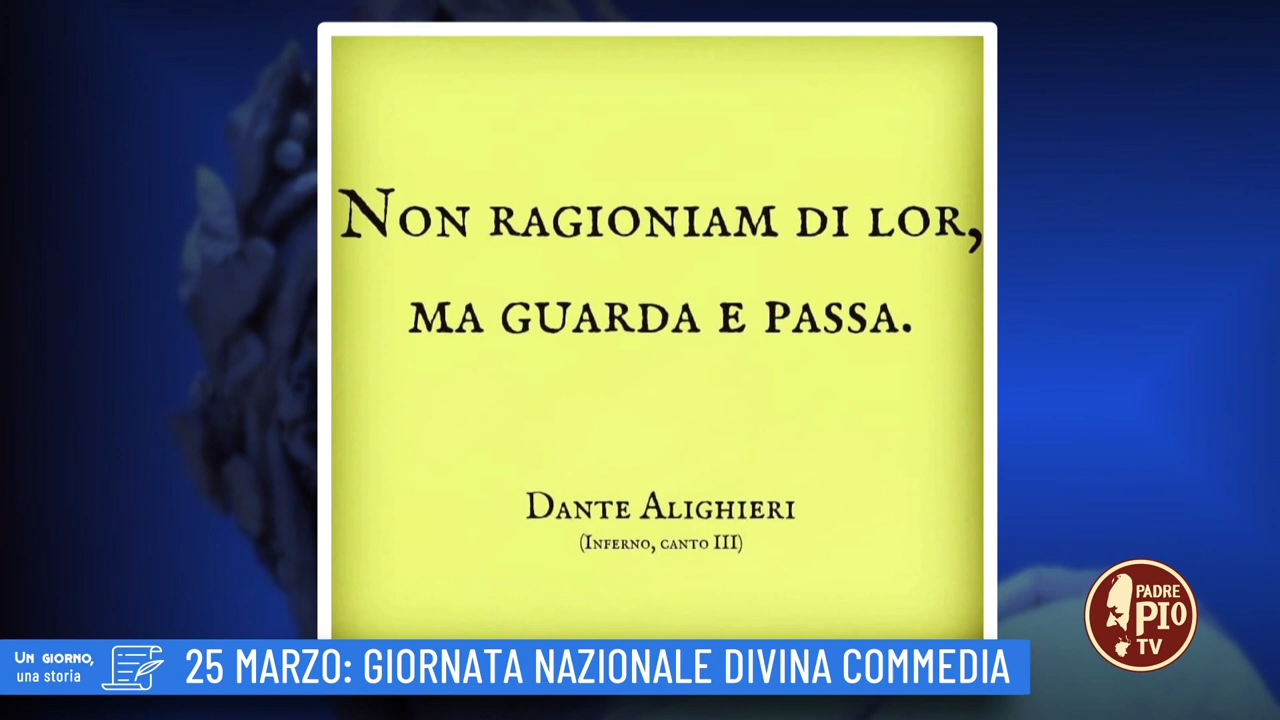 Non ragioniam di lor,
ma guarda e passa.
Dante Alighieri
(Inferno, canto III)
Un giorno,
una storia
25 MARZO: GIORNATA NAZIONALE DIVINA COMMEDIA
PADRE
PIO
TV